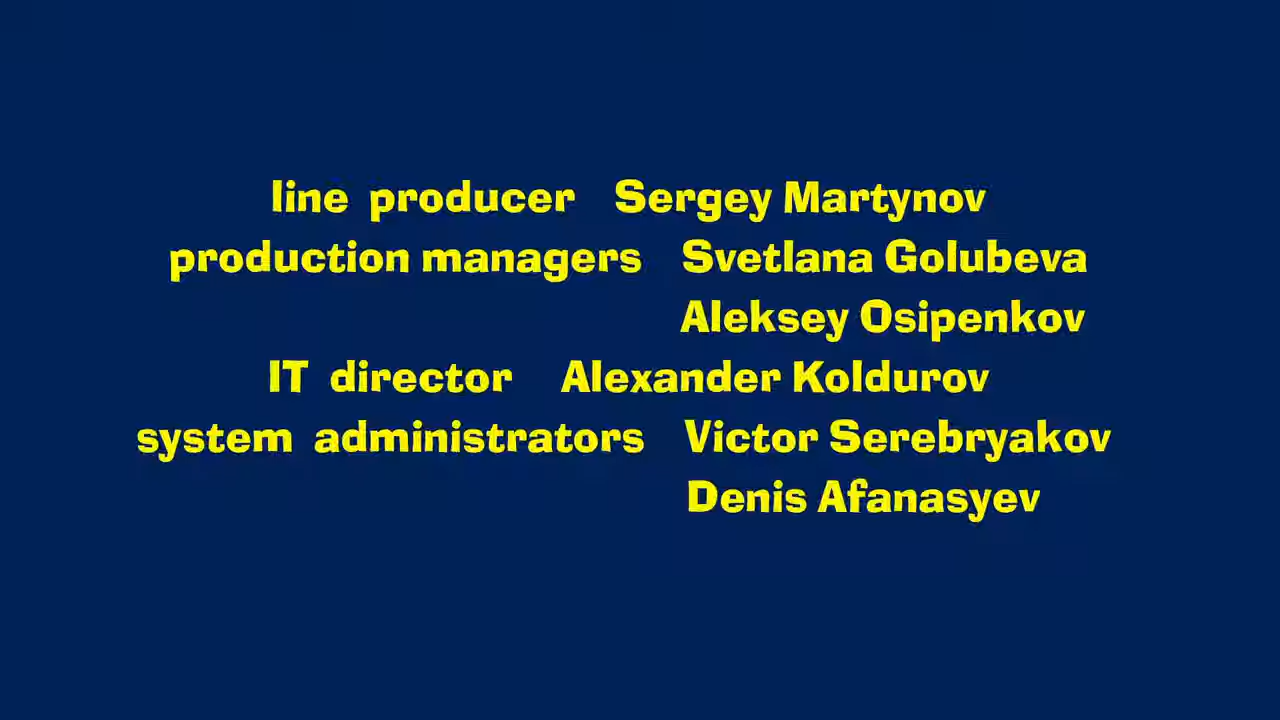 line producer Sergey Martynov
production managers Svetlana Golubeva
Aleksey Osipenkov
IT director Alexander Koldurov
system administrators Victor Serebryakov
Denis Afanasyev